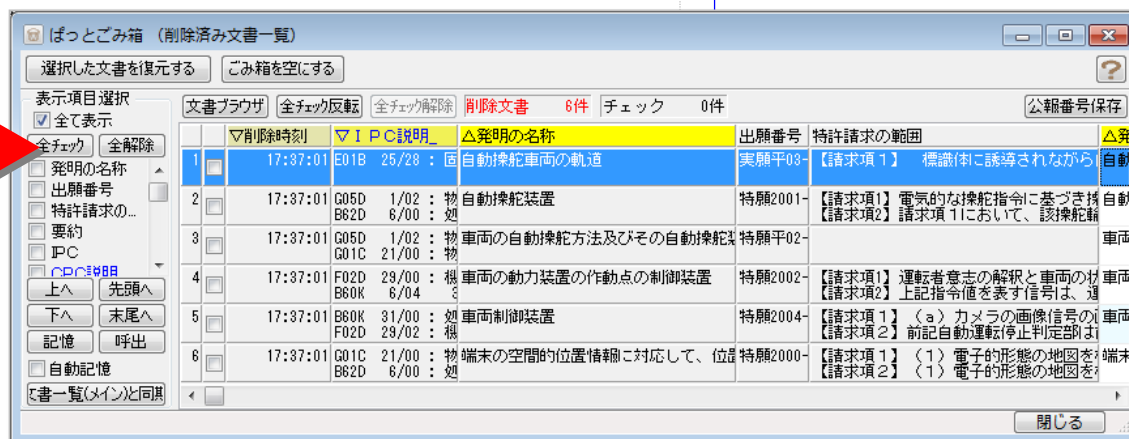 ぱっとごみ箱 （削除済み文書一覧）
選択した文書を復元する ごみ箱を空にする ?
表示項目選択
全て表示
全ﾁｪｯｸ 全解除
発明の名称
出願番号
特許請求の...
要約
IPC
CPC説明
上へ 先頭へ
下へ 末尾へ
記憶 呼出
自動記憶
文書一覧(メイン)と同期
文書ブラウザ 全ﾁｪｯｸ反転 全ﾁｪｯｸ解除 削除文書 6件 チェック 0件 公報番号保存
▽削除時刻 ▽ＩＰＣ説明_ △発明の名称 出願番号 特許請求の範囲 △発
1 17:37:01 E01B 25/28 : 固 自動操舵車両の軌道 実願平03- 【請求項１】 標識体に誘導されながら 自動
2 17:37:01 G05D 1/02 : 物 自動操舵装置 特願2001- 【請求項1】電気的な操舵指令に基づき操 自動
B62D 6/00 : 処 【請求項2】請求項1において、該操舵輪
3 17:37:01 G05D 1/02 : 物 車両の自動操舵方法及びその自動操舵装 特願平02- 車両
G01C 21/00 : 物
4 17:37:01 F02D 29/00 : 機 車両の動力装置の作動点の制御装置 特願2002- 【請求項1】運転者意志の解釈と車両の状 車両
B60K 6/04 【請求項2】上記指令値を表す信号は、運
5 17:37:01 B60K 31/00 : 処 車両制御装置 特願2004- 【請求項１】（ａ）カメラの画像信号の 車両
F02D 29/02 : 機 【請求項２】前記自動運転停止判定部は
6 17:37:01 G01C 21/00 : 物 端末の空間的位置情報に対応して、位 特願2000- 【請求項１】（１）電子的形態の地図を 端末
B62D 6/00 : 処 【請求項２】（１）電子的形態の地図を
閉じる